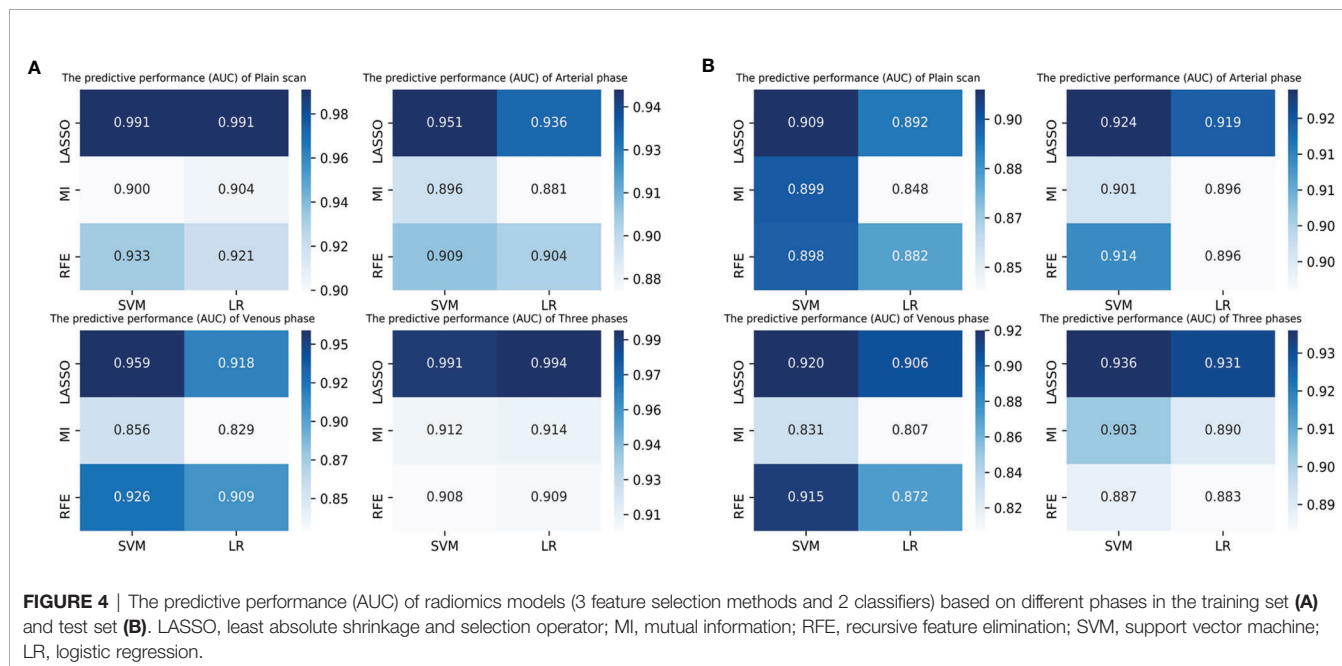 A
The predictive performance (AUC) of Plain scan
LASSO
MI
RFE
0.991 0.991
0.900 0.904
0.933 0.921
SVM LR
0.98
0.96
0.94
0.92
0.90
The predictive performance (AUC) of Arterial phase
LASSO
MI
RFE
0.951 0.936
0.896 0.881
0.909 0.904
SVM LR
0.94
0.93
0.91
0.90
0.88
The predictive performance (AUC) of Venous phase
LASSO
MI
RFE
0.959 0.918
0.856 0.829
0.926 0.909
SVM LR
0.95
0.92
0.90
0.87
0.85
The predictive performance (AUC) of Three phases
LASSO
MI
RFE
0.991 0.994
0.912 0.914
0.908 0.909
SVM LR
0.99
0.97
0.96
0.94
0.93
0.91
B
The predictive performance (AUC) of Plain scan
LASSO
MI
RFE
0.909 0.892
0.899 0.848
0.898 0.882
SVM LR
0.90
0.88
0.87
0.85
The predictive performance (AUC) of Arterial phase
LASSO
MI
RFE
0.924 0.919
0.901 0.896
0.914 0.896
SVM LR
0.92
0.91
0.91
0.90
0.90
The predictive performance (AUC) of Venous phase
LASSO
MI
RFE
0.920 0.906
0.831 0.807
0.915 0.872
SVM LR
0.92
0.90
0.88
0.86
0.84
0.82
The predictive performance (AUC) of Three phases
LASSO
MI
RFE
0.936 0.931
0.903 0.890
0.887 0.883
SVM LR
0.93
0.92
0.91
0.90
0.89
FIGURE 4 | The predictive performance (AUC) of radiomics models (3 feature selection methods and 2 classifiers) based on different phases in the training set (A)
and test set (B). LASSO, least absolute shrinkage and selection operator; MI, mutual information; RFE, recursive feature elimination; SVM, support vector machine;
LR, logistic regression.